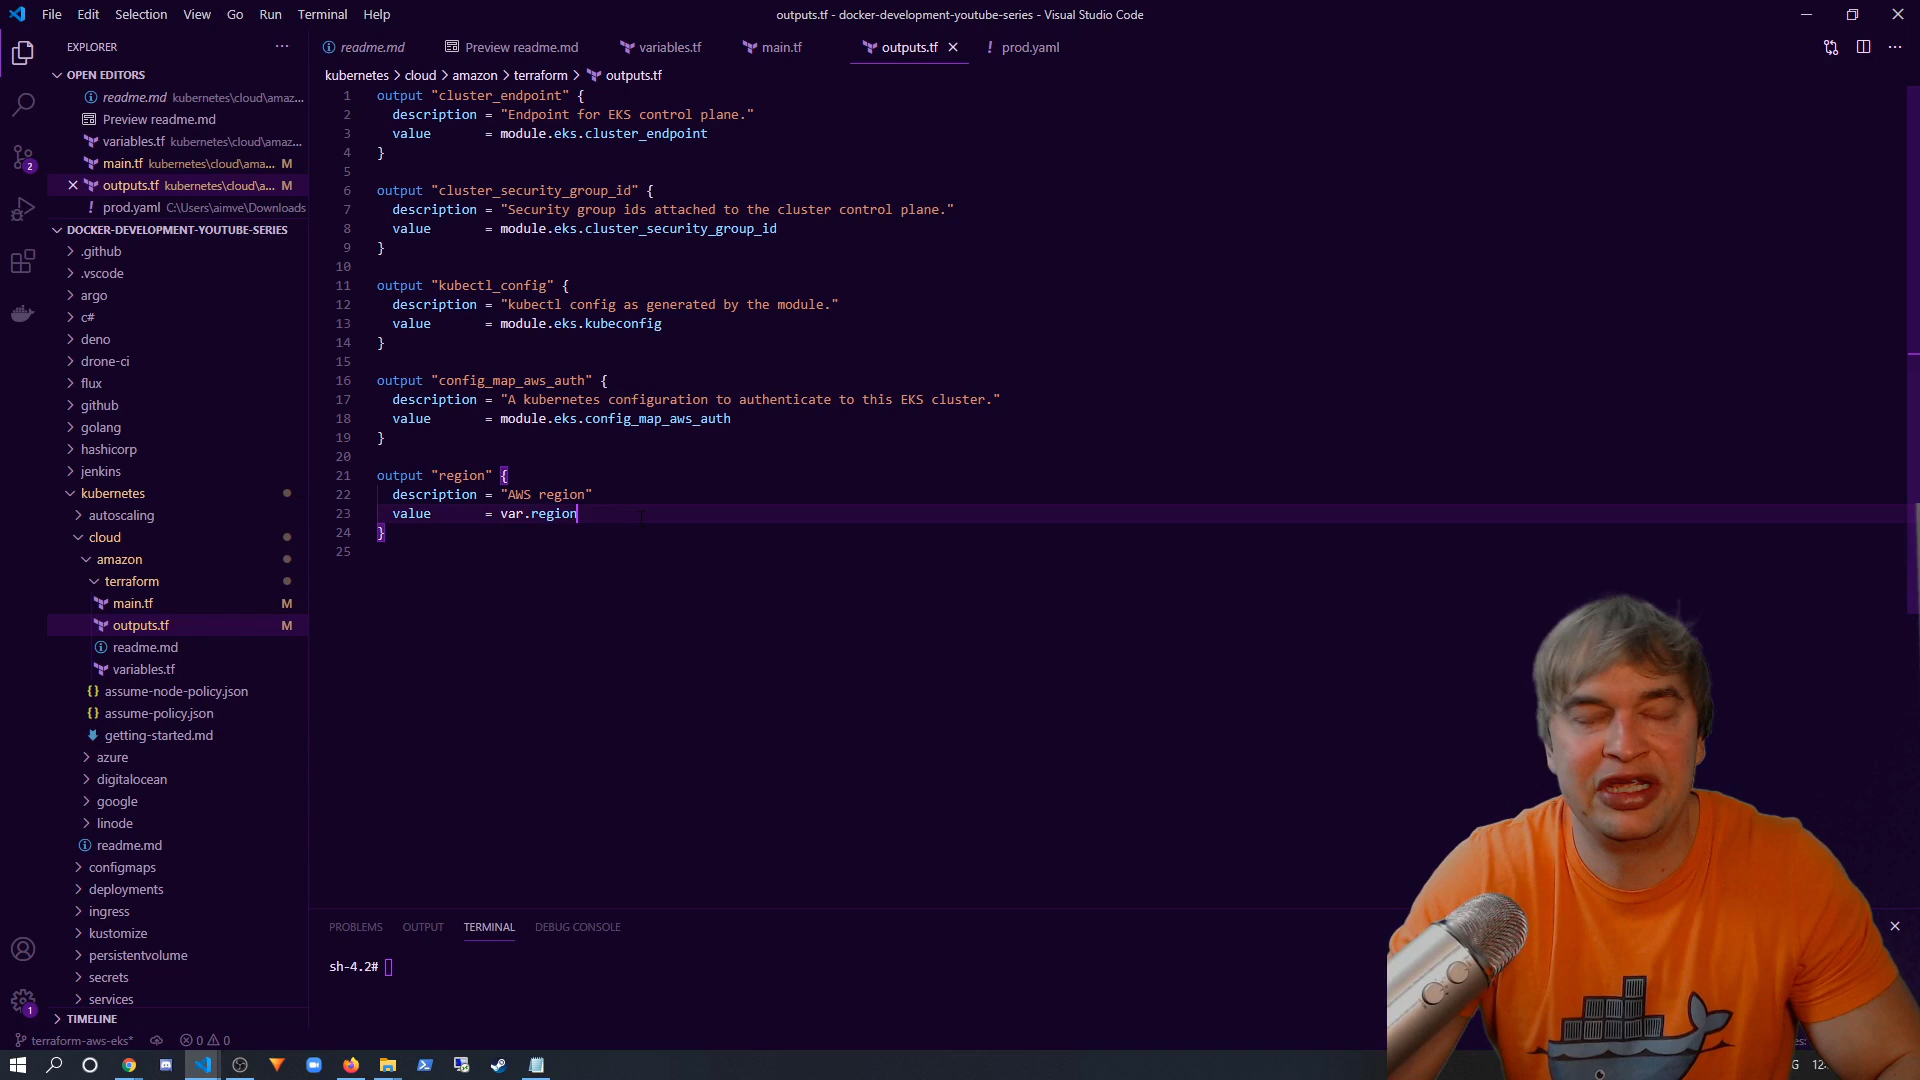 File Edit Selection View Go Run Terminal Help
outputs.tf - docker-development-youtube-series - Visual Studio Code
EXPLORER
OPEN EDITORS
readme.md kubernetes\cloud\amaz...
Preview readme.md
variables.tf kubernetes\cloud\amaz...
main.tf kubernetes\cloud\ama... M
outputs.tf kubernetes\cloud\a... M
! prod.yaml C:\Users\aimve\Downloads
DOCKER-DEVELOPMENT-YOUTUBE-SERIES
.github
.vscode
argo
c#
deno
drone-ci
flux
github
golang
hashicorp
jenkins
kubernetes
autoscaling
cloud
amazon
terraform
main.tf M
outputs.tf M
readme.md
variables.tf
{} assume-node-policy.json
{} assume-policy.json
getting-started.md
azure
digitalocean
google
linode
readme.md
configmaps
deployments
ingress
kustomize
persistentvolume
secrets
services
TIMELINE
2
1
readme.md Preview readme.md variables.tf main.tf outputs.tf ! prod.yaml
kubernetes > cloud > amazon > terraform > outputs.tf
1 output "cluster_endpoint" {
2 description = "Endpoint for EKS control plane."
3 value = module.eks.cluster_endpoint
4 }
5
6 output "cluster_security_group_id" {
7 description = "Security group ids attached to the cluster control plane."
8 value = module.eks.cluster_security_group_id
9 }
10
11 output "kubectl_config" {
12 description = "kubectl config as generated by the module."
13 value = module.eks.kubeconfig
14 }
15
16 output "config_map_aws_auth" {
17 description = "A kubernetes configuration to authenticate to this EKS cluster."
18 value = module.eks.config_map_aws_auth
19 }
20
21 output "region" {
22 description = "AWS region"
23 value = var.region
24 }
25
PROBLEMS OUTPUT TERMINAL DEBUG CONSOLE
sh-4.2#
terraform-aws-eks* 0 0